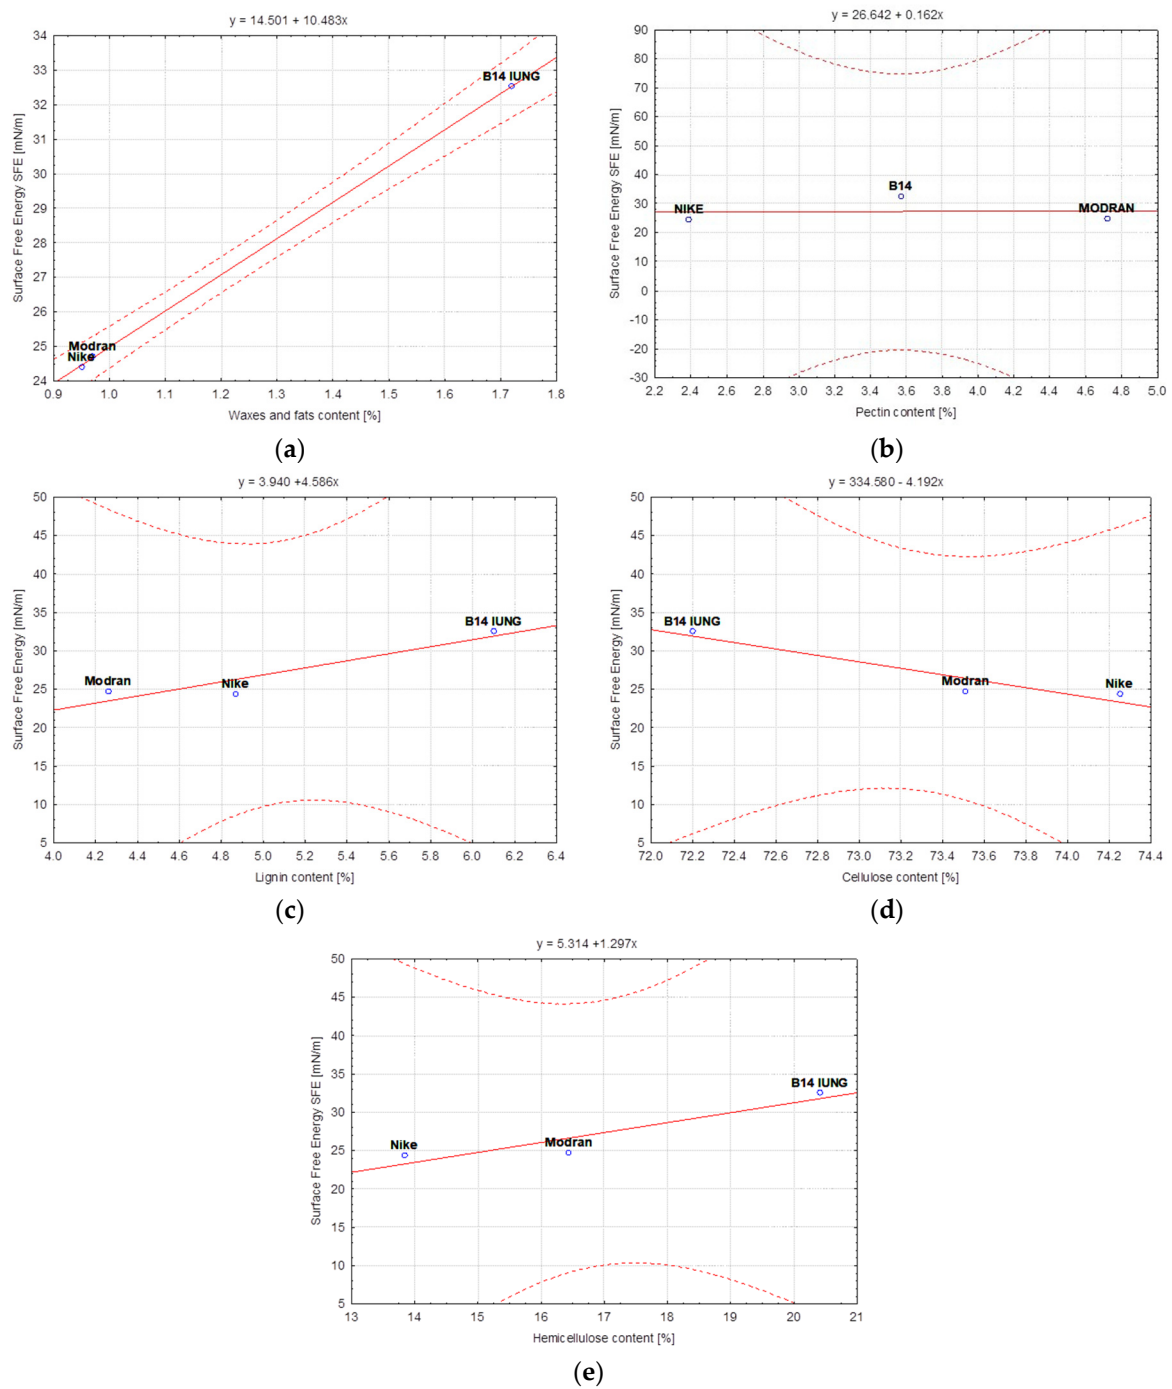 y = 14.501 + 10.483x
Surface Free Energy SFE [mN/m]
34
33
32
31
30
29
28
27
26
25
24
B14 IUNG
Modran
Nike
0.9 1.0 1.1 1.2 1.3 1.4 1.5 1.6 1.7 1.8
Waxes and fats content [%]
(a)
y = 26.642 + 0.162x
Surface Free Energy SFE [mN/m]
90
80
70
60
50
40
30
20
10
0
-10
-20
-30
NIKE
B14
MODRAN
2.2 2.4 2.6 2.8 3.0 3.2 3.4 3.6 3.8 4.0 4.2 4.4 4.6 4.8 5.0
Pectin content [%]
(b)
y = 3.940 +4.586x
Surface Free Energy [mN/m]
50
45
40
35
30
25
20
15
10
5
Modran
Nike
B14 IUNG
4.0 4.2 4.4 4.6 4.8 5.0 5.2 5.4 5.6 5.8 6.0 6.2 6.4
Lignin content [%]
(c)
y = 334.580 - 4.192x
Surface Free Energy [mN/m]
50
45
40
35
30
25
20
15
10
5
B14 IUNG
Modran
Nike
72.0 72.2 72.4 72.6 72.8 73.0 73.2 73.4 73.6 73.8 74.0 74.2 74.4
Cellulose content [%]
(d)
y = 5.314 +1.297x
Surface Free Energy SFE [mN/m]
50
45
40
35
30
25
20
15
10
5
Nike
Modran
B14 IUNG
13 14 15 16 17 18 19 20 21
Hemicellulose content [%]
(e)